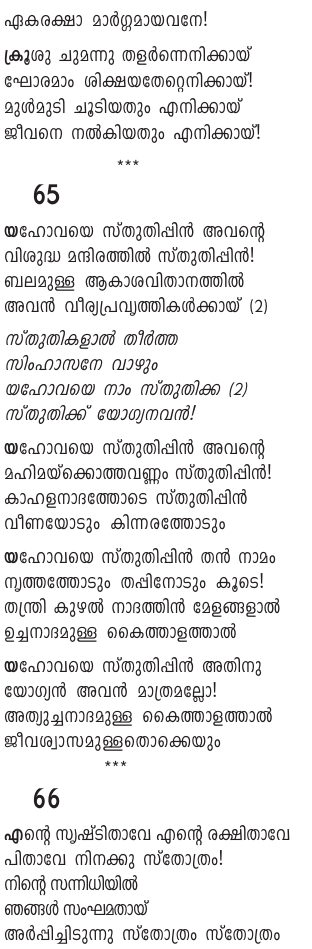 ഏകരക്ഷാ മാർഗ്ഗമായവനേ!
ക്രൂശു ചുമന്നു തളർന്നെനിക്കായ്
ഘോരമാം ശിക്ഷയതേറ്റെനിക്കായ്!
മുൾമുടി ചൂടിയതും എനിക്കായ്
ജീവനെ നൽകിയതും എനിക്കായ്!
***
65
യഹോവയെ സ്തുതിപ്പിൻ അവന്റെ
വിശുദ്ധ മന്ദിരത്തിൽ സ്തുതിപ്പിൻ!
ബലമുള്ള ആകാശവിതാനത്തിൽ
അവൻ വീര്യപ്രവൃത്തികൾക്കായ് (2)
സ്തുതികളാൽ തീർത്ത
സിംഹാസനേ വാഴും
യഹോവയെ നാം സ്തുതിക്ക (2)
സ്തുതിക്ക് യോഗ്യനവൻ!
യഹോവയെ സ്തുതിപ്പിൻ അവന്റെ
മഹിമയ്ക്കൊത്തവണ്ണം സ്തുതിപ്പിൻ!
കാഹളനാദത്തോടെ സ്തുതിപ്പിൻ
വീണയോടും കിന്നരത്തോടും
യഹോവയെ സ്തുതിപ്പിൻ തൻ നാമം
നൃത്തത്തോടും തപ്പിനോടും കൂടെ!
തന്ത്രി കുഴൽ നാദത്തിൻ മേളങ്ങളാൽ
ഉച്ചനാദമുള്ള കൈത്താളത്താൽ
യഹോവയെ സ്തുതിപ്പിൻ അതിനു
യോഗ്യൻ അവൻ മാത്രമല്ലോ!
അത്യുച്ചനാദമുള്ള കൈത്താളത്താൽ
ജീവശ്വാസമുള്ളതൊക്കെയും
***
66
എന്റെ സൃഷ്ടിതാവേ എന്റെ രക്ഷിതാവേ
പിതാവേ നിനക്കു സ്തോത്രം!
നിന്റെ സന്നിധിയിൽ
ഞങ്ങൾ സംഘമതായ്
അർപ്പിച്ചിടുന്നു സ്തോത്രം സ്തോത്രം